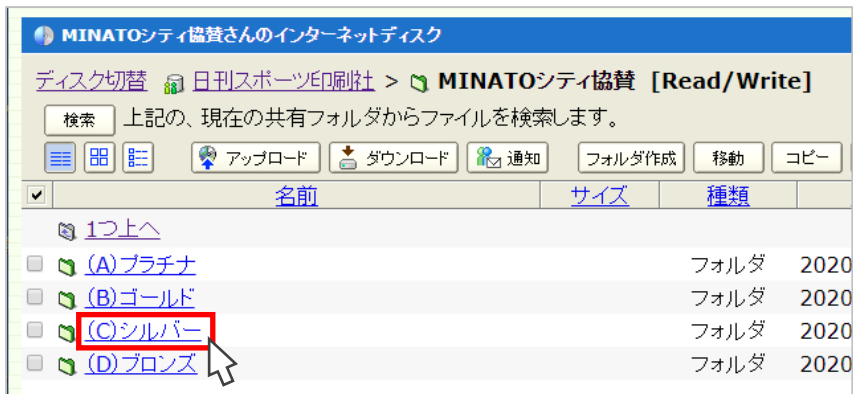 MINATOシティ協賛さんのインターネットディスク
ディスク切替 日刊スポーツ印刷社 > MINATOシティ協賛 [Read/Write]
検索 上記の、現在の共有フォルダからファイルを検索します。
アップロード ダウンロード 通知 フォルダ作成 移動 コピー
名前 サイズ 種類
1つ上へ
(A)プラチナ フォルダ 2020
(B)ゴールド フォルダ 2020
(C)シルバー フォルダ 2020
(D)ブロンズ フォルダ 2020